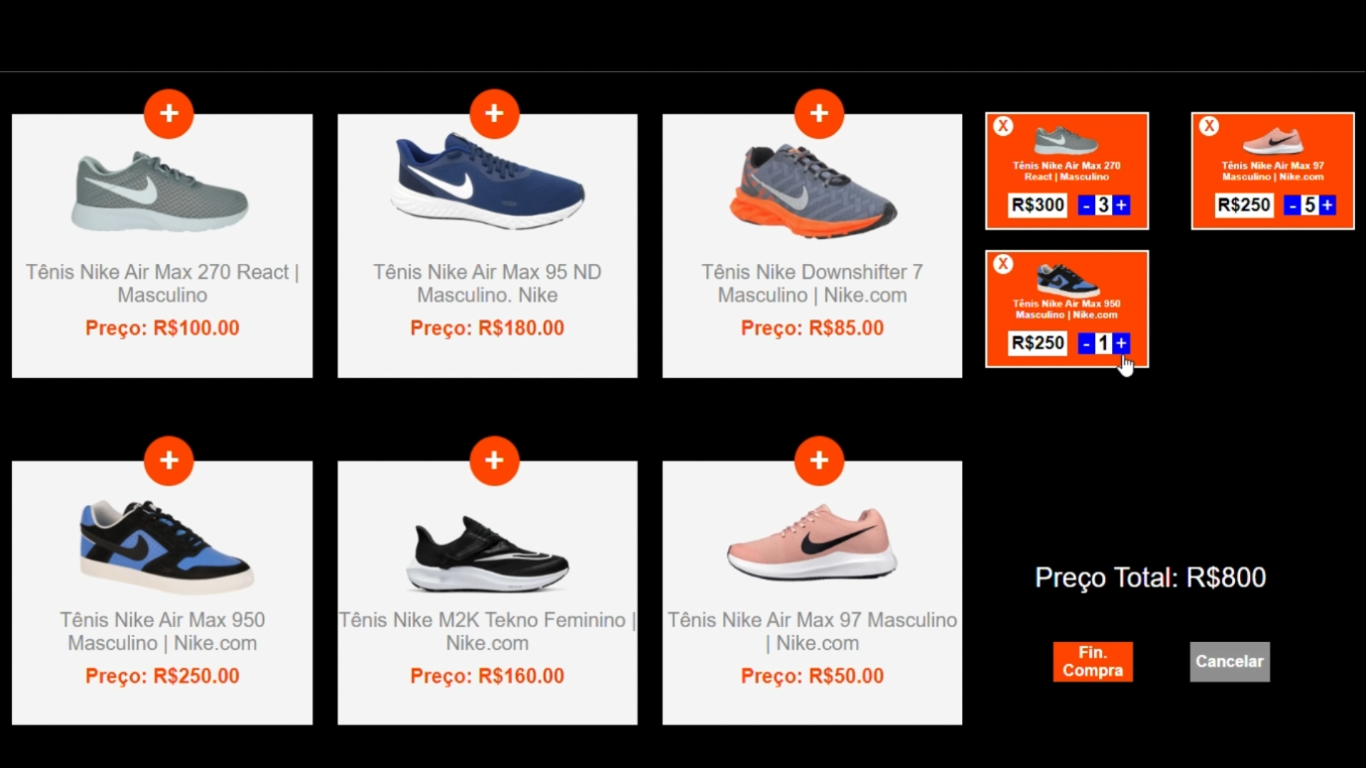 +
+
+
Tênis Nike Air Max 270 React |
Masculino
Preço: R$100.00
Tênis Nike Air Max 95 ND
Masculino. Nike
Preço: R$180.00
Tênis Nike Downshifter 7
Masculino | Nike.com
Preço: R$85.00
X
Tênis Nike Air Max 270
React | Masculino
R$300
- 3 +
X
Tênis Nike Air Max 97
Masculino | Nike.com
R$250
- 5 +
X
Tênis Nike Air Max 950
Masculino | Nike.com
R$250
- 1 +
+
+
+
Tênis Nike Air Max 950
Masculino | Nike.com
Preço: R$250.00
Tênis Nike M2K Tekno Feminino |
Nike.com
Preço: R$160.00
Tênis Nike Air Max 97 Masculino
| Nike.com
Preço: R$50.00
Preço Total: R$800
Fin.
Compra
Cancelar